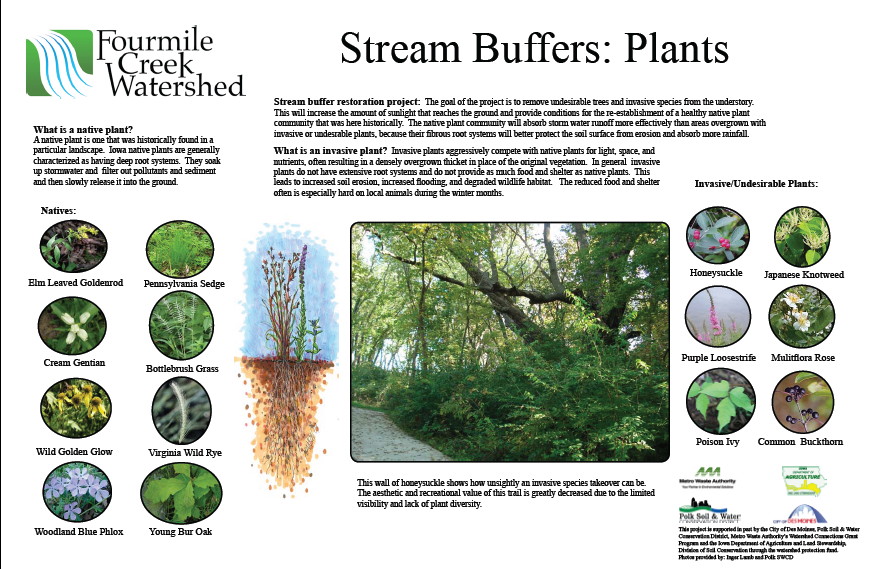 Fourmile
Creek
Watershed
Stream Buffers: Plants
Stream buffer restoration project: The goal of the project is to remove undesirable trees and invasive species from the understory.
This will increase the amount of sunlight that reaches the ground and provide conditions for the re-establishment of a healthy native plant
community that was here historically. The native plant community will absorb storm water runoff more effectively than areas overgrown with
invasive or undesirable plants, because their fibrous root systems will better protect the soil surface from erosion and absorb more rainfall.
What is a native plant?
A native plant is one that was historically found in a
particular landscape. Iowa native plants are generally
characterized as having deep root systems. They soak
up stormwater and filter out pollutants and sediment
and then slowly release it into the ground.
What is an invasive plant? Invasive plants aggressively compete with native plants for light, space, and
nutrients, often resulting in a densely overgrown thicket in place of the original vegetation. In general invasive
plants do not have extensive root systems and do not provide as much food and shelter as native plants. This
leads to increased soil erosion, increased flooding, and degraded wildlife habitat. The reduced food and shelter
often is especially hard on local animals during the winter months.
Natives:
Elm Leaved Goldenrod
Pennsylvania Sedge
Cream Gentian
Bottlebrush Grass
Wild Golden Glow
Virginia Wild Rye
Woodland Blue Phlox
Young Bur Oak
This wall of honeysuckle shows how unsightly an invasive species takeover can be.
The aesthetic and recreational value of this trail is greatly decreased due to the limited
visibility and lack of plant diversity.
Invasive/Undesirable Plants:
Honeysuckle
Japanese Knotweed
Purple Loosestrife
Mulitflora Rose
Poison Ivy
Common Buckthorn
Metro Waste Authority
AGRICULTURE
Polk Soil & Water
CONSERVATION DISTRICT
CITY OF DES MOINES
This project is supported in part by the City of Des Moines, Polk Soil & Water
Conservation District, Metro Waste Authority's Watershed Connections Grant
Program and the Iowa Department of Agriculture and Land Stewardship,
Division of Soil Conservation through the watershed protection fund.
Photos provided by: Inger Lamb and Polk SWCD